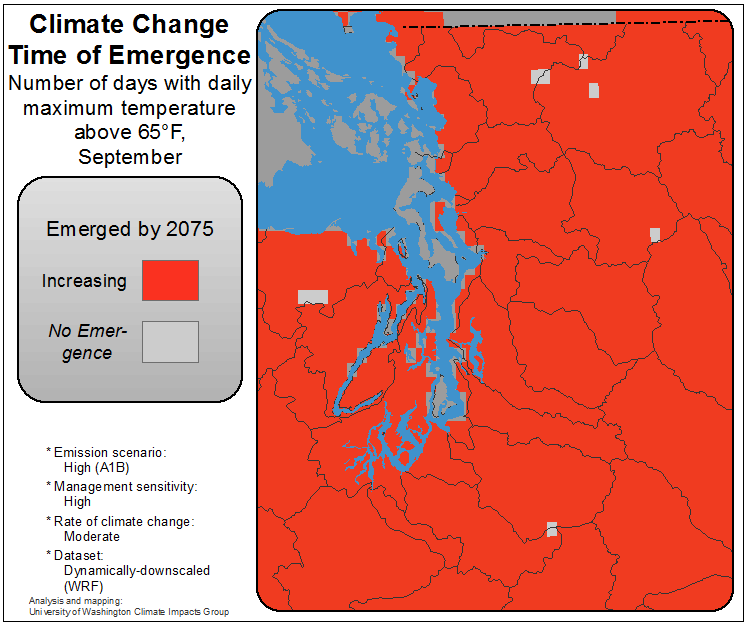 Climate Change
Time of Emergence
Number of days with daily
maximum temperature
above 65°F,
September
Emerged by 2075
Increasing
No Emer-
gence
* Emission scenario:
High (A1B)
* Management sensitivity:
High
* Rate of climate change:
Moderate
* Dataset:
Dynamically-downscaled
(WRF)
Analysis and mapping:
University of Washington Climate Impacts Group